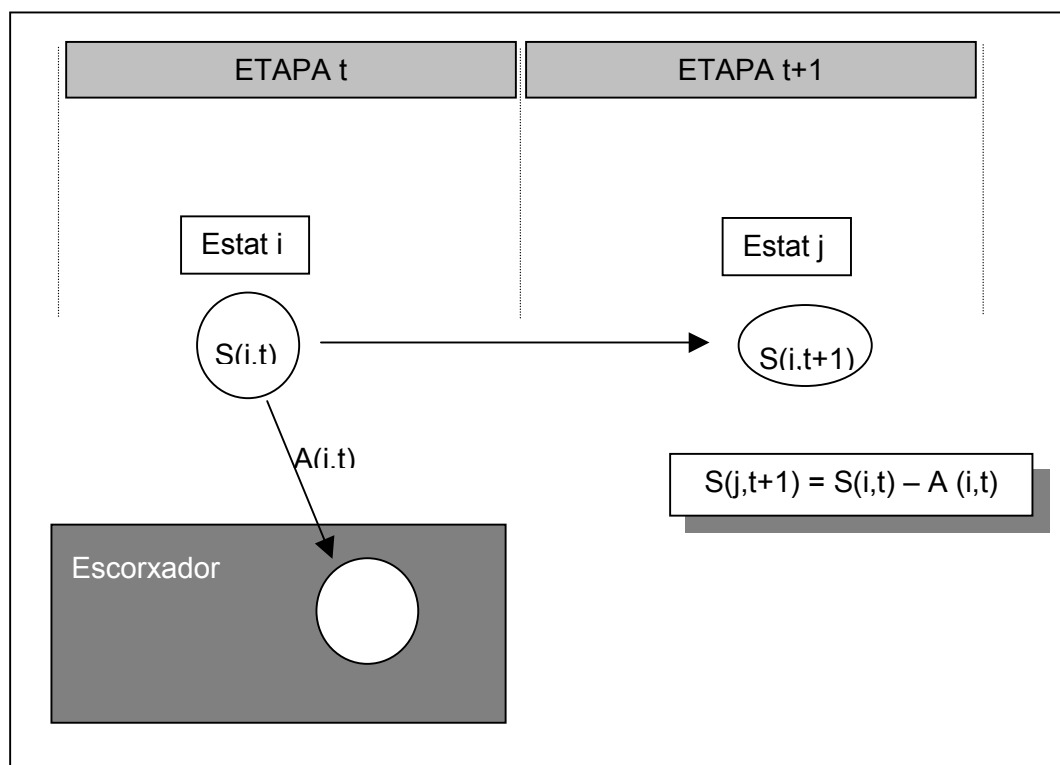 ETAPA t
ETAPA t+1
Estat i
Estat j
S(i,t)
S(i,t+1)
A(i,t)
S(j,t+1) = S(i,t) – A (i,t)
Escorxador